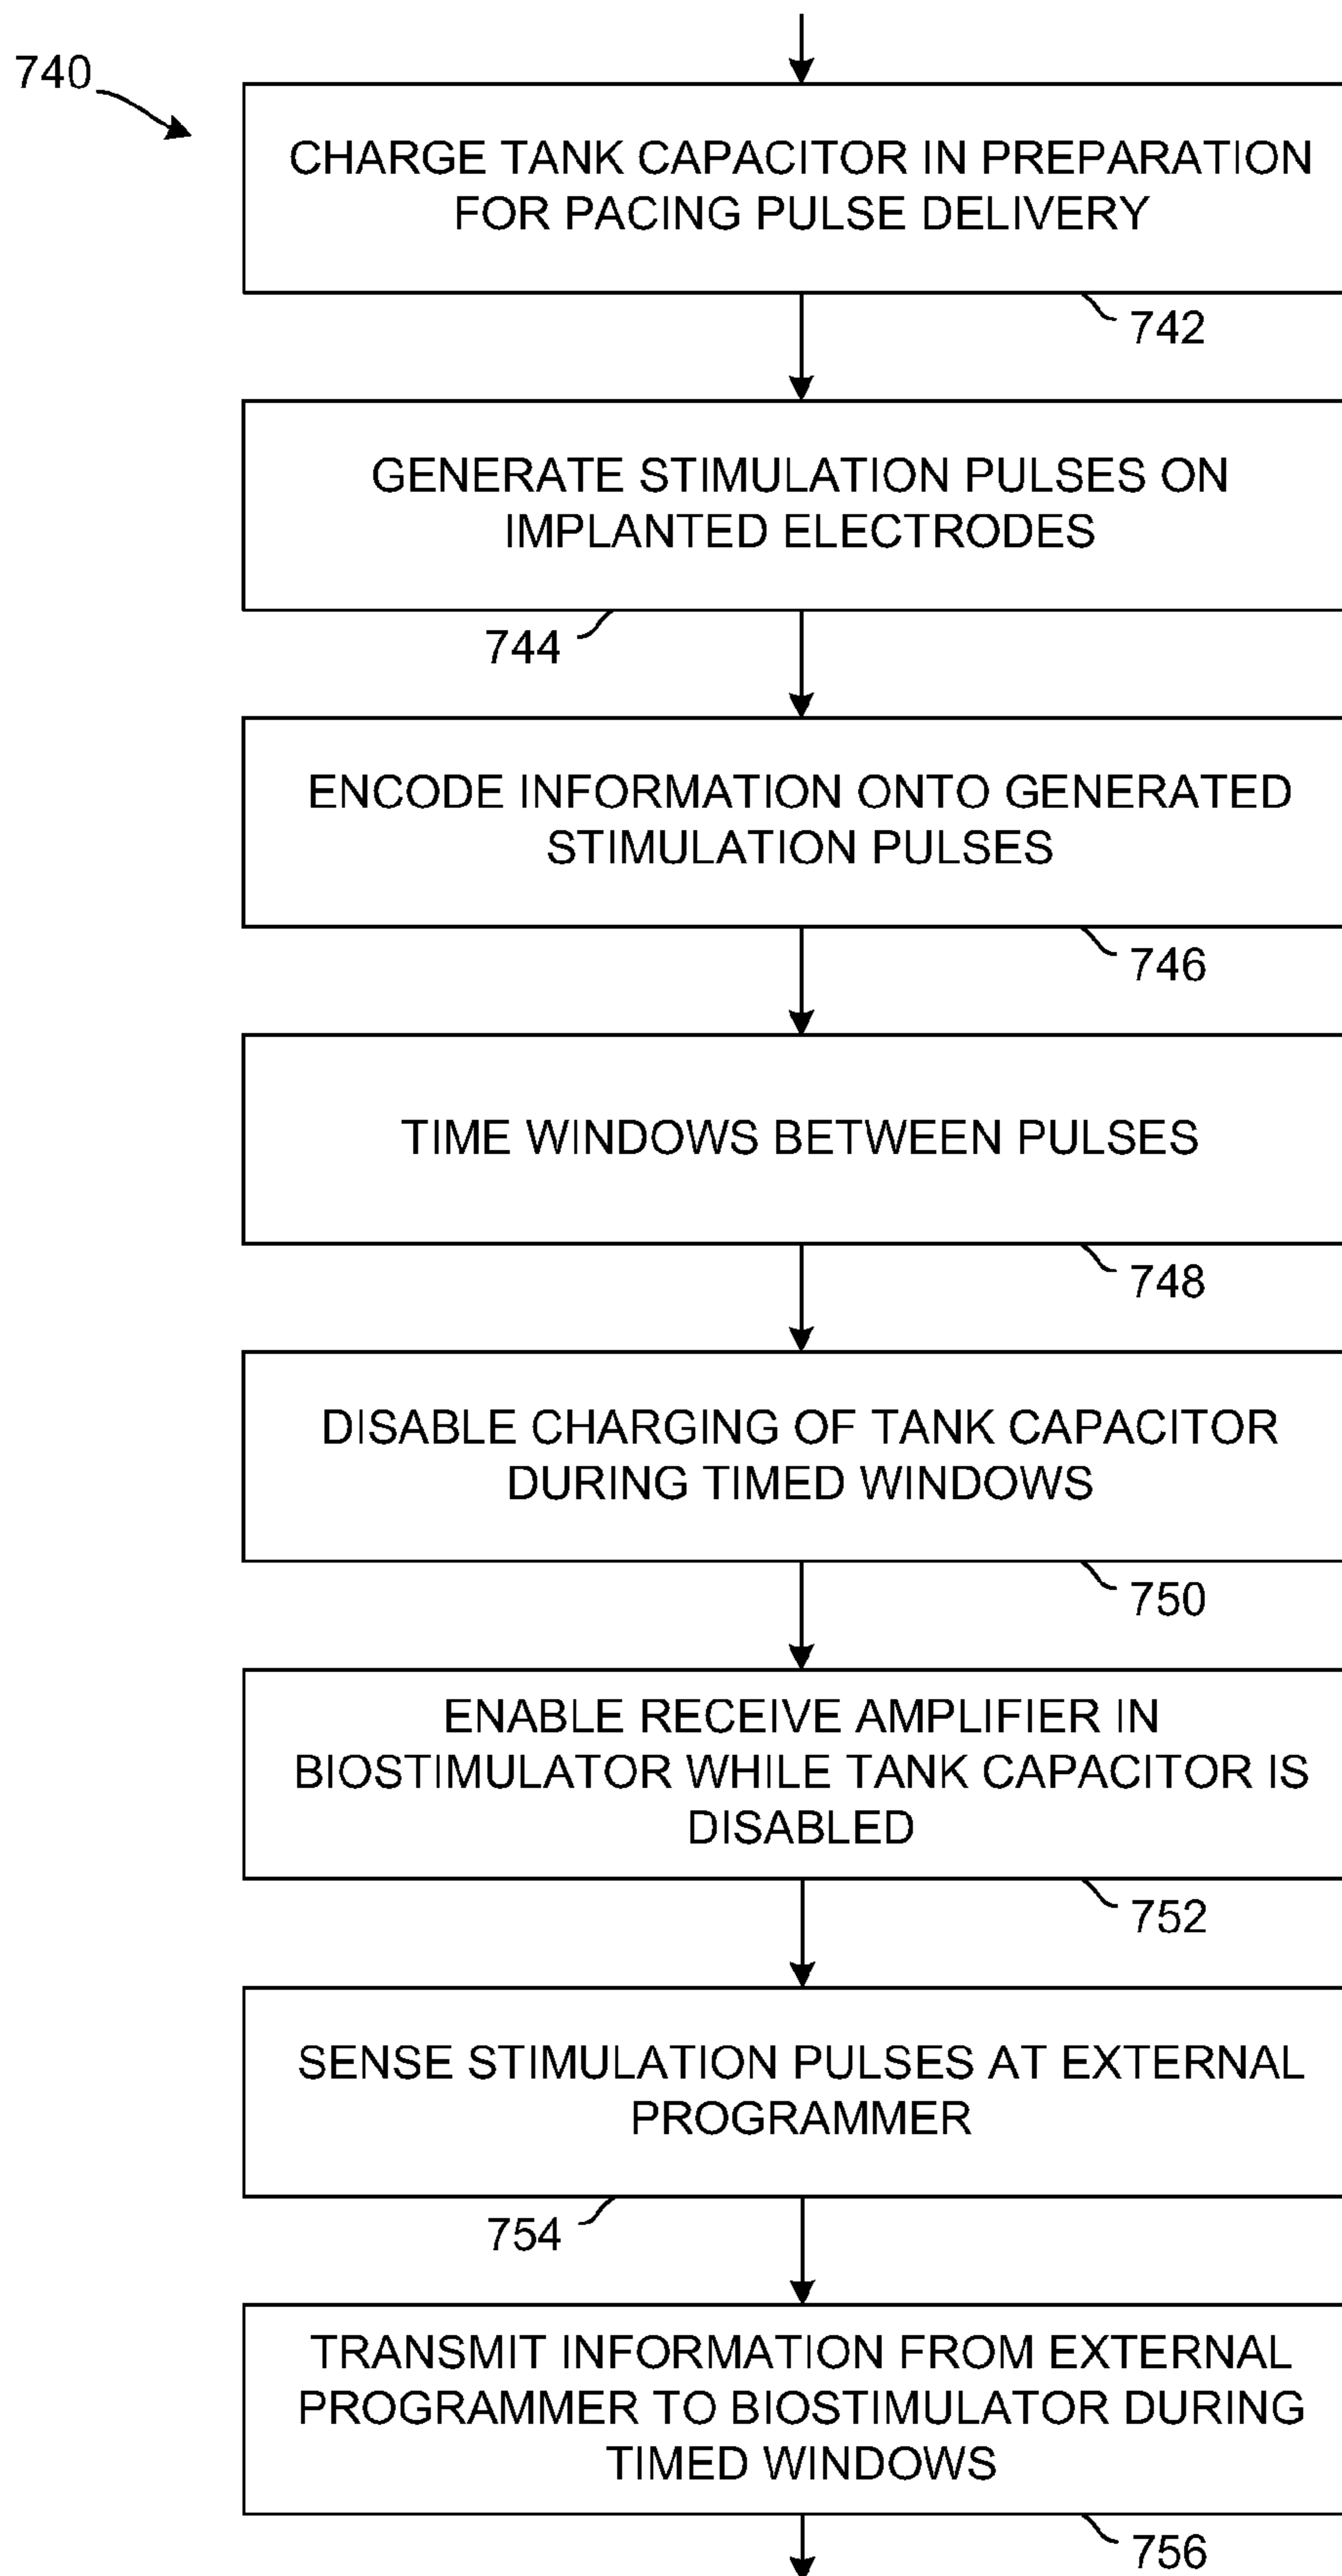 740
CHARGE TANK CAPACITOR IN PREPARATION
FOR PACING PULSE DELIVERY
742
GENERATE STIMULATION PULSES ON
IMPLANTED ELECTRODES
744
ENCODE INFORMATION ONTO GENERATED
STIMULATION PULSES
746
TIME WINDOWS BETWEEN PULSES
748
DISABLE CHARGING OF TANK CAPACITOR
DURING TIMED WINDOWS
750
ENABLE RECEIVE AMPLIFIER IN
BIOSTIMULATOR WHILE TANK CAPACITOR IS
DISABLED
752
SENSE STIMULATION PULSES AT EXTERNAL
PROGRAMMER
754
TRANSMIT INFORMATION FROM EXTERNAL
PROGRAMMER TO BIOSTIMULATOR DURING
TIMED WINDOWS
756